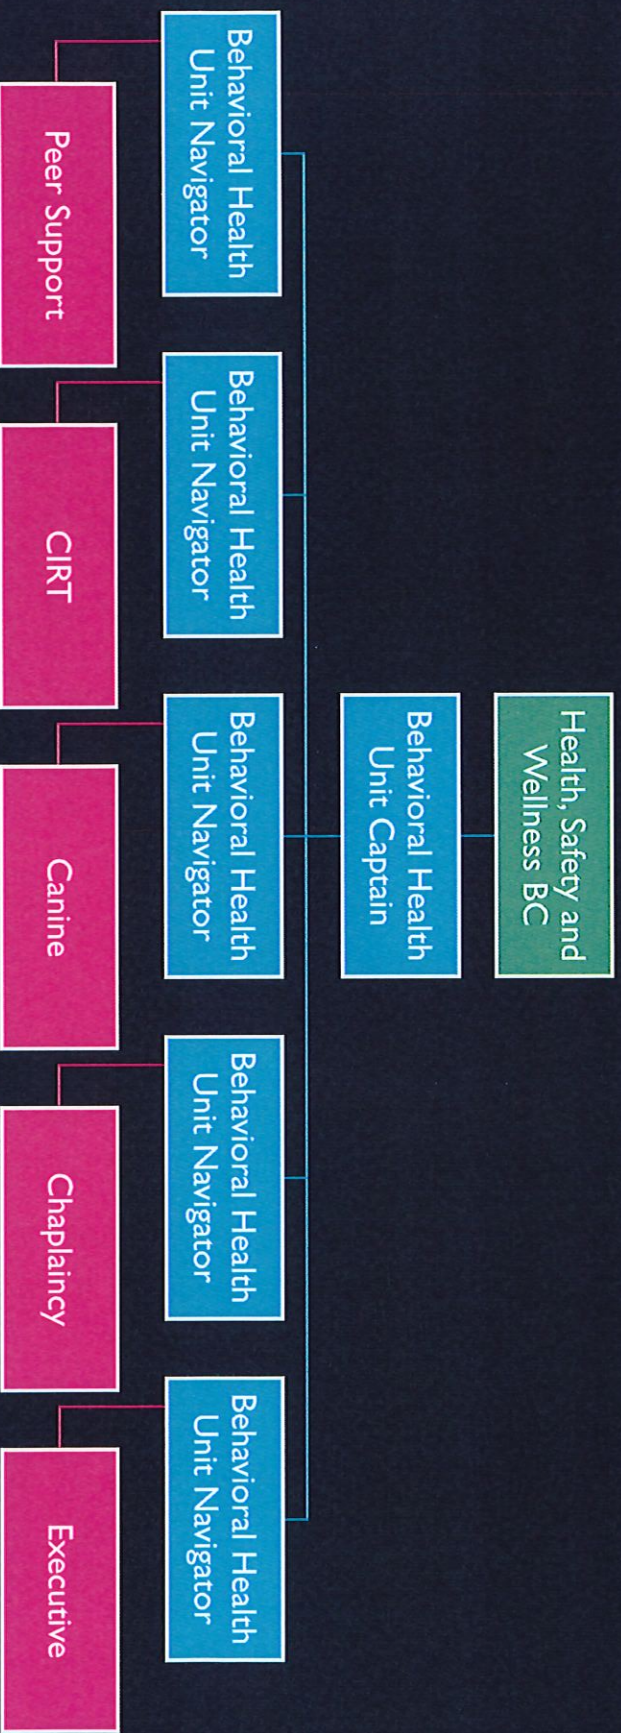 Health, Safety and
Wellness BC
Behavioral Health
Unit Captain
Behavioral Health
Unit Navigator
Behavioral Health
Unit Navigator
Behavioral Health
Unit Navigator
Behavioral Health
Unit Navigator
Behavioral Health
Unit Navigator
Peer Support
CIRT
Canine
Chaplaincy
Executive